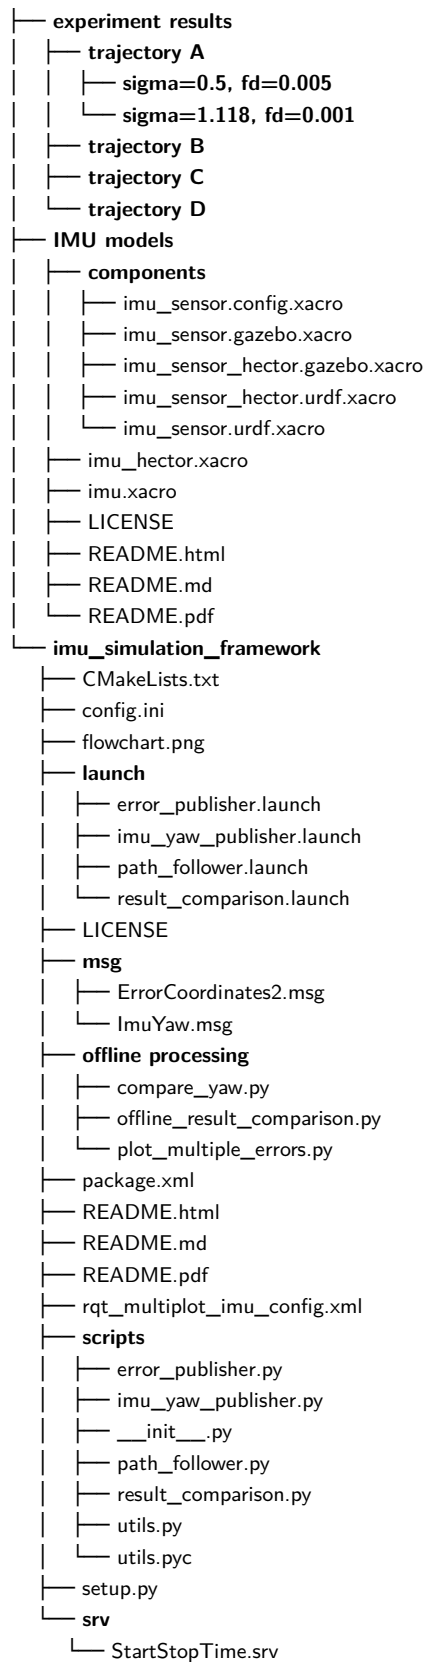 experiment results
trajectory A
sigma=0.5, fd=0.005
sigma=1.118, fd=0.001
trajectory B
trajectory C
trajectory D
IMU models
components
imu_sensor.config.xacro
imu_sensor.gazebo.xacro
imu_sensor_hector.gazebo.xacro
imu_sensor_hector.urdf.xacro
imu_sensor.urdf.xacro
imu_hector.xacro
imu.xacro
LICENSE
README.html
README.md
README.pdf
imu_simulation_framework
CMakeLists.txt
config.ini
flowchart.png
launch
error_publisher.launch
imu_yaw_publisher.launch
path_follower.launch
result_comparison.launch
LICENSE
msg
ErrorCoordinates2.msg
ImuYaw.msg
offline processing
compare_yaw.py
offline_result_comparison.py
plot_multiple_errors.py
package.xml
README.html
README.md
README.pdf
rqt_multiplot_imu_config.xml
scripts
error_publisher.py
imu_yaw_publisher.py
__init__.py
path_follower.py
result_comparison.py
utils.py
utils.pyc
setup.py
srv
StartStopTime.srv